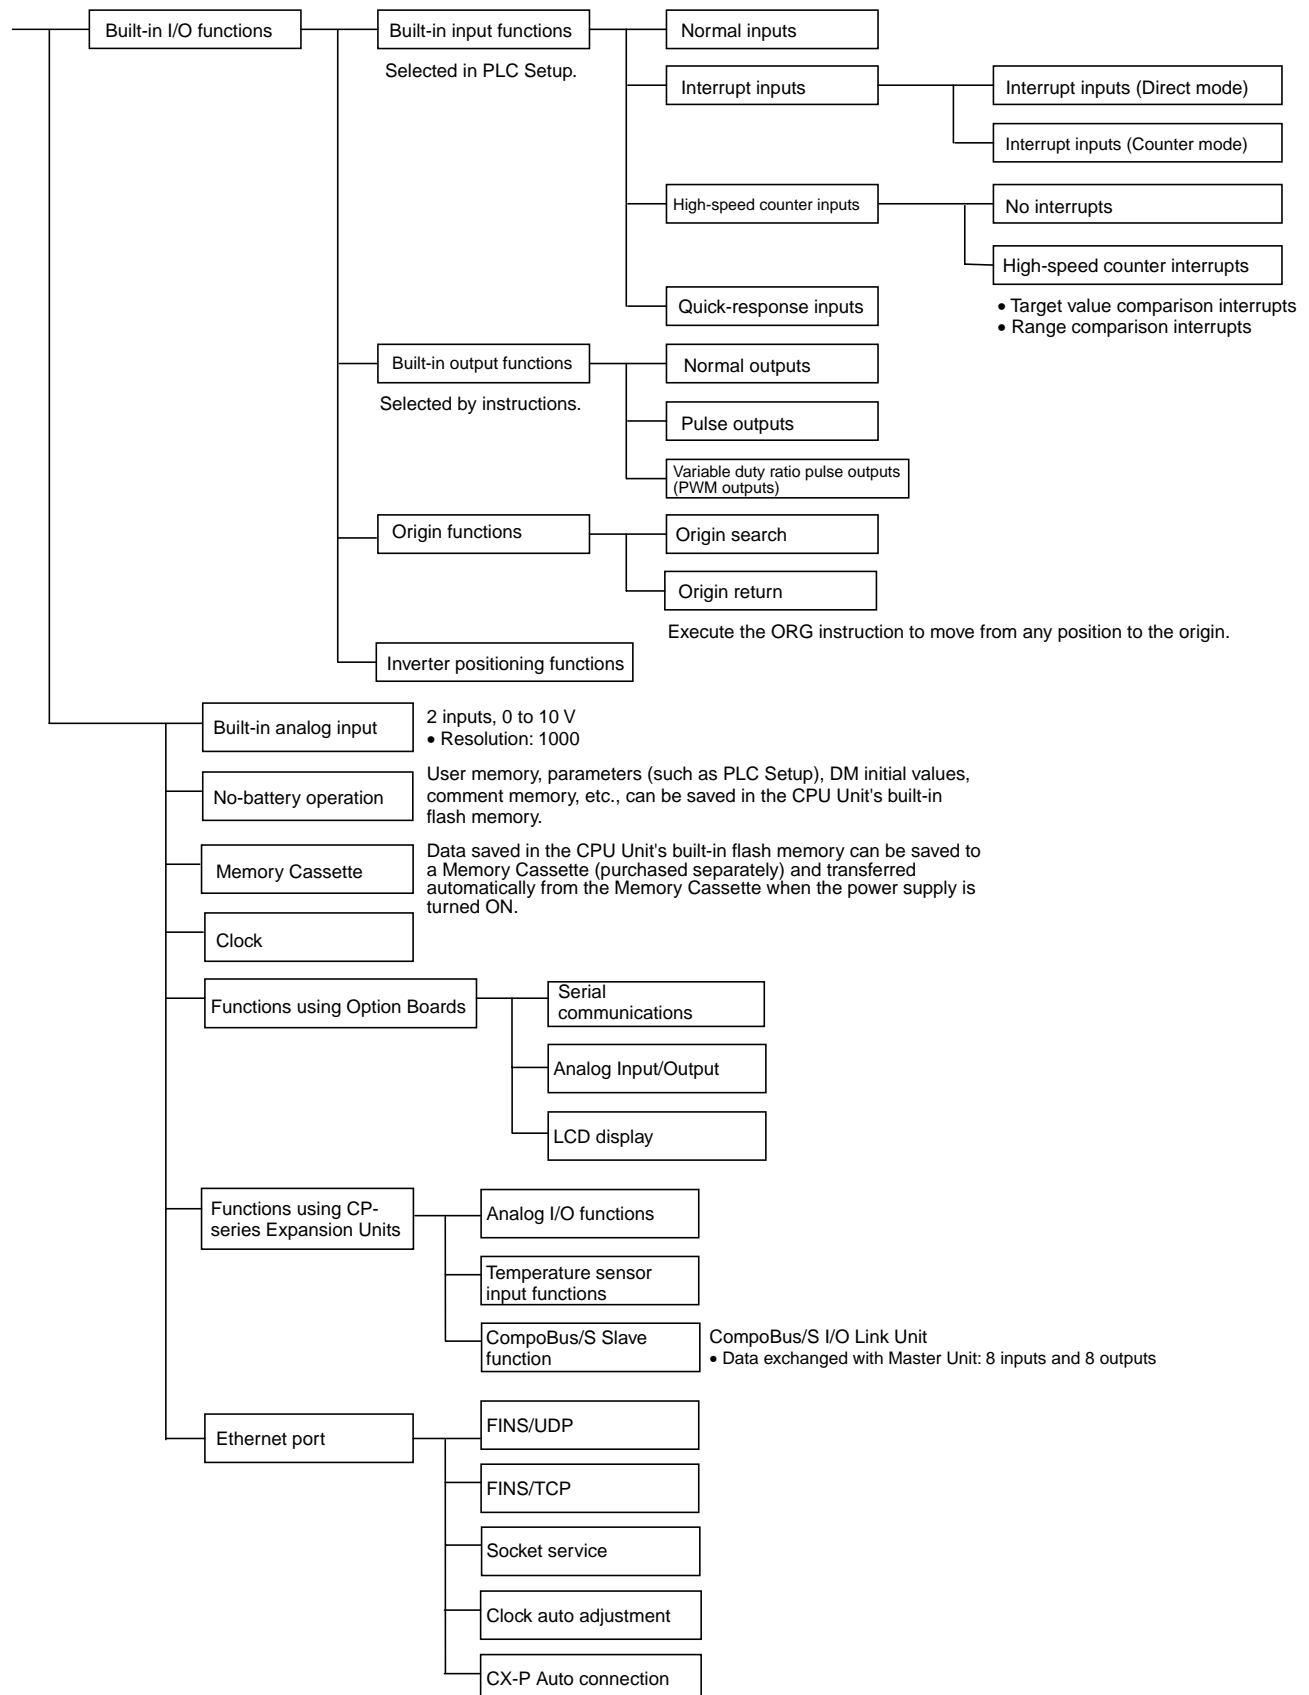 Built-in I/O functions
Built-in input functions
Selected in PLC Setup.
Normal inputs
Interrupt inputs
Interrupt inputs (Direct mode)
Interrupt inputs (Counter mode)
High-speed counter inputs
No interrupts
High-speed counter interrupts
• Target value comparison interrupts
• Range comparison interrupts
Quick-response inputs
Built-in output functions
Selected by instructions.
Normal outputs
Pulse outputs
Variable duty ratio pulse outputs
(PWM outputs)
Origin functions
Origin search
Origin return
Execute the ORG instruction to move from any position to the origin.
Inverter positioning functions
Built-in analog input
2 inputs, 0 to 10 V
• Resolution: 1000
No-battery operation
User memory, parameters (such as PLC Setup), DM initial values,
comment memory, etc., can be saved in the CPU Unit's built-in
flash memory.
Memory Cassette
Data saved in the CPU Unit's built-in flash memory can be saved to
a Memory Cassette (purchased separately) and transferred
automatically from the Memory Cassette when the power supply is
turned ON.
Clock
Functions using Option Boards
Serial
communications
Analog Input/Output
LCD display
Functions using CP-
series Expansion Units
Analog I/O functions
Temperature sensor
input functions
CompoBus/S Slave
function
CompoBus/S I/O Link Unit
• Data exchanged with Master Unit: 8 inputs and 8 outputs
Ethernet port
FINS/UDP
FINS/TCP
Socket service
Clock auto adjustment
CX-P Auto connection